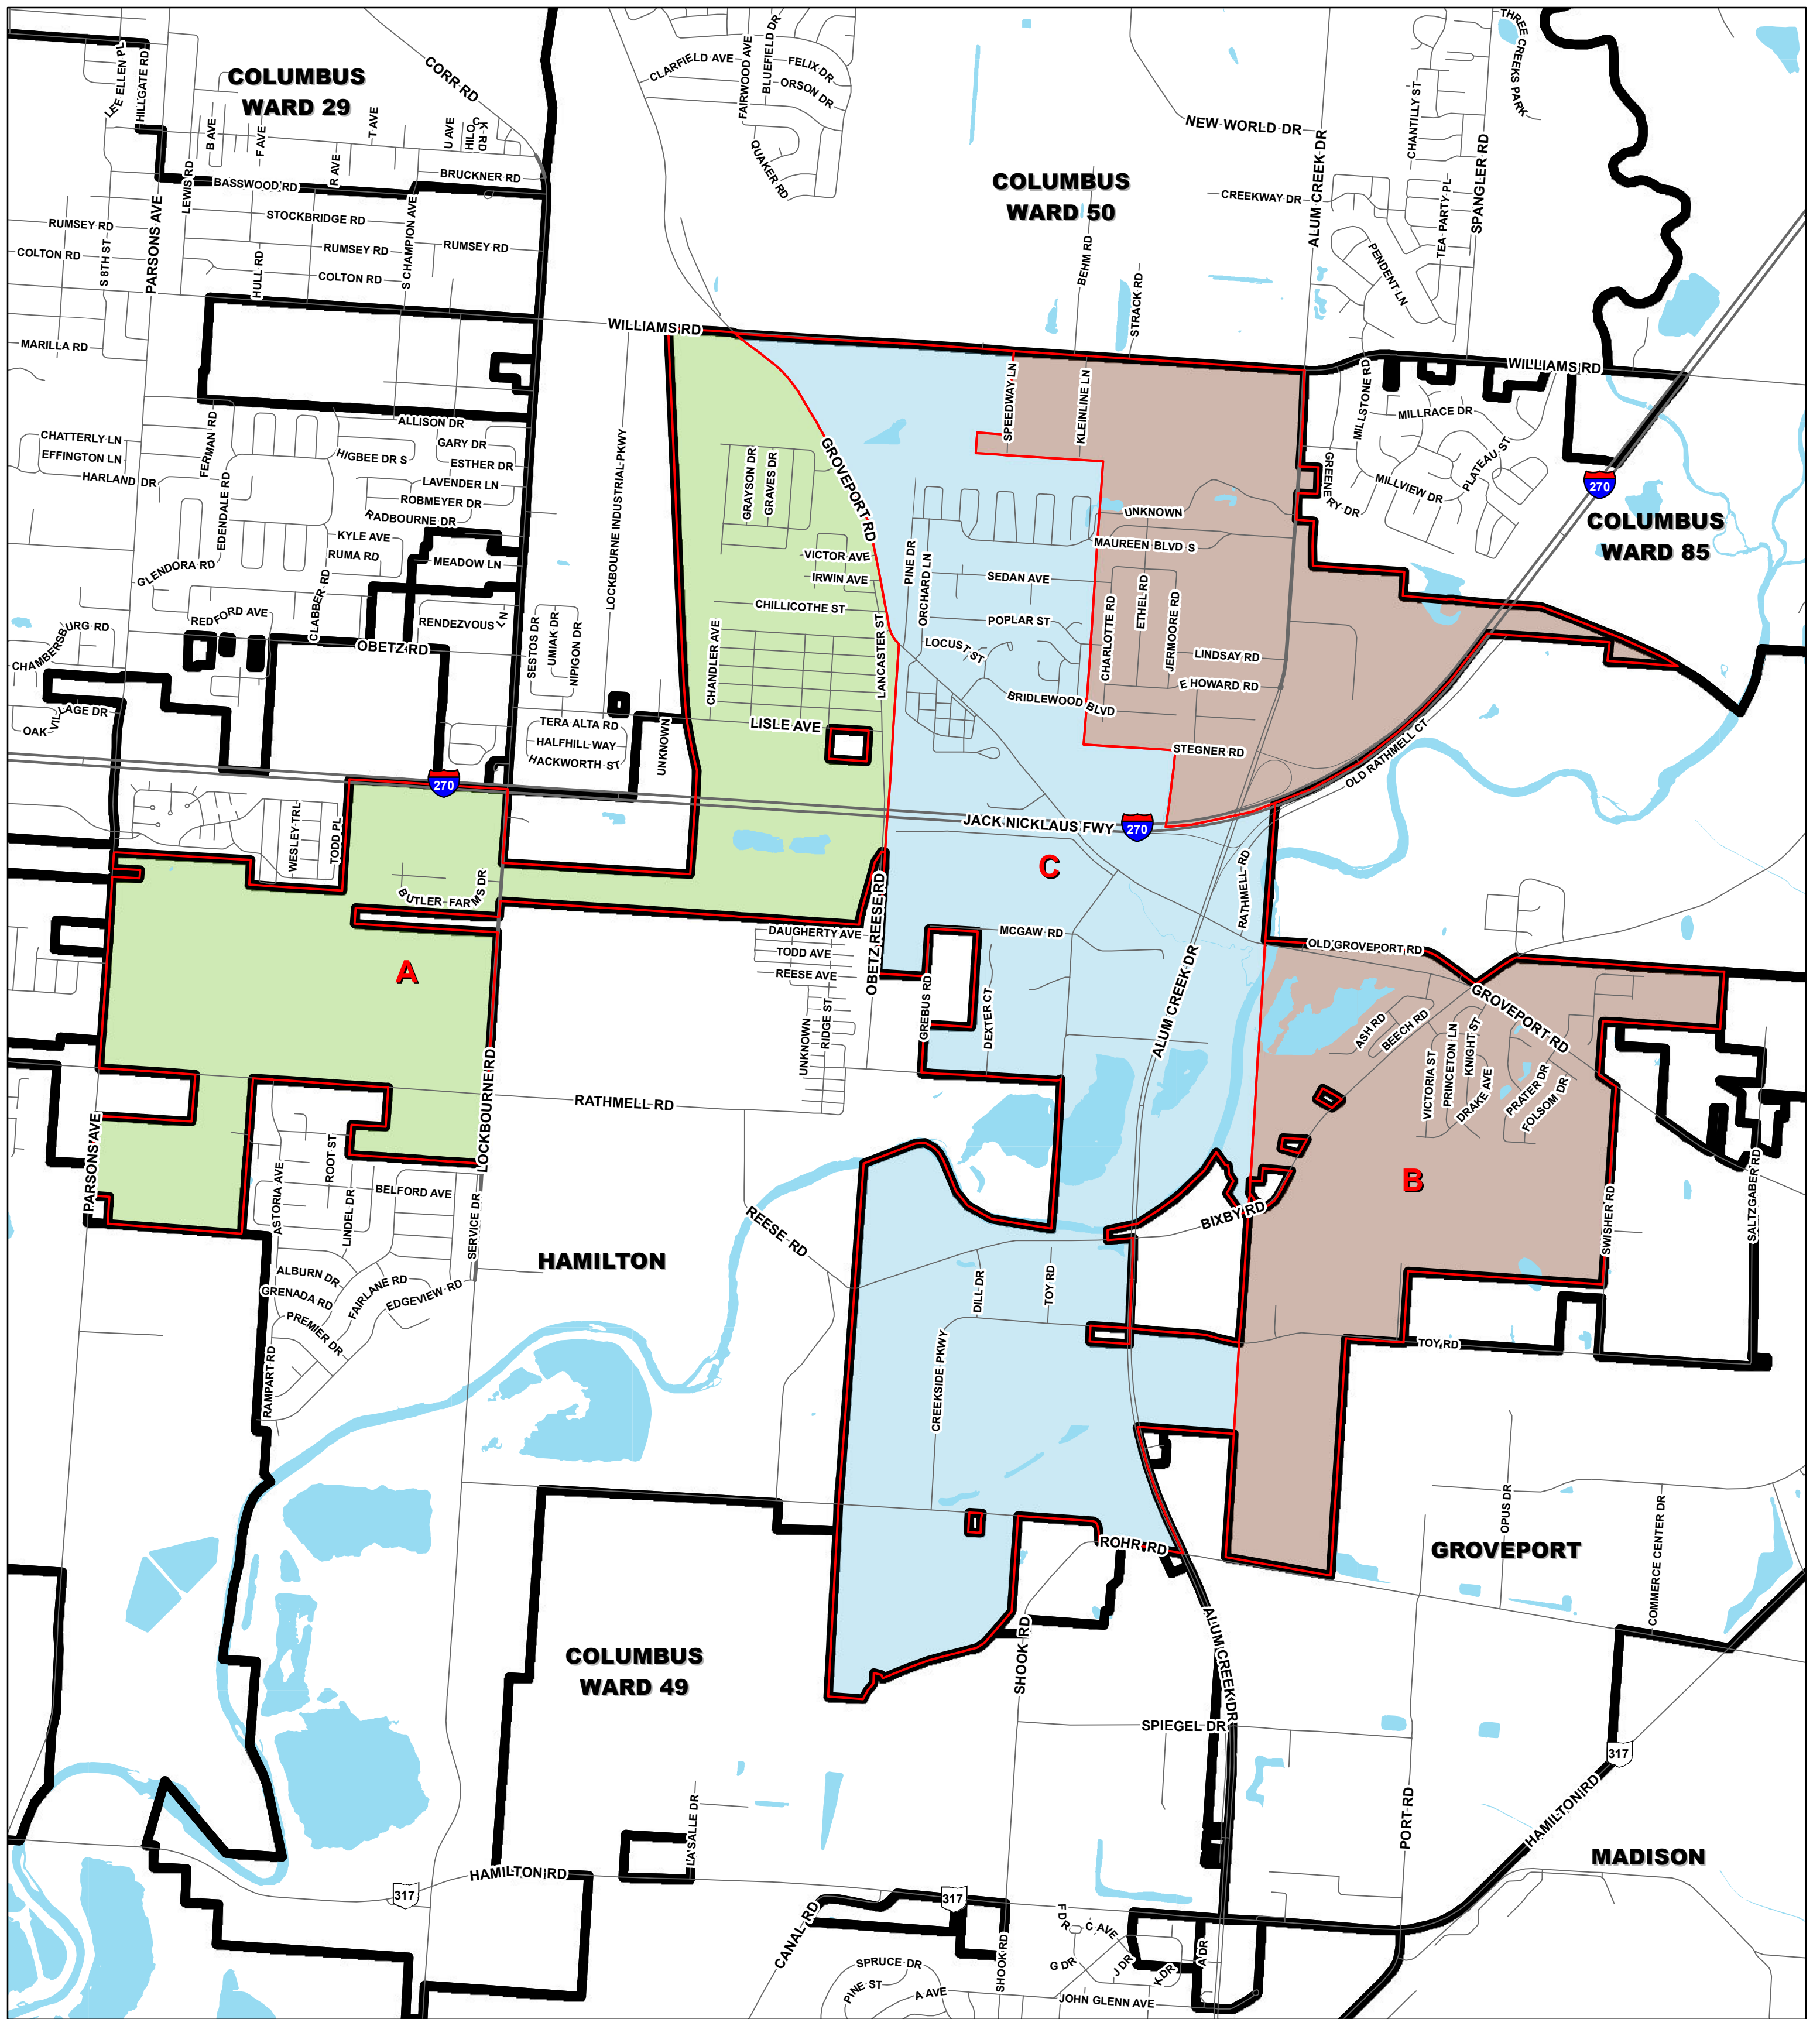 THREE CREEKS PARK
LEE ELLEN PL
HILLGATE RD
COLUMBUS
WARD 29
CORR RD
CLARFIELD AVE
FAIRWOOD AVE
BLUEFIELD DR
FELIX DR
ORSON DR
QUAKER RD
NEW WORLD DR
ALUM CREEK DR
CHANTILLY ST
SPANGLER RD
B AVE
F AVE
T AVE
U AVE
R AVE
BRUCKNER RD
BASSWOOD RD
LEWIS RD
COLUMBUS
WARD 50
CREEKWAY DR
TEA PARTY PL
PENDENT LN
STOCKBRIDGE RD
RUMSEY RD
RUMSEY RD
RUMSEY RD
COLTON RD
COLTON RD
S 8TH ST
PARSONS AVE
HULL RD
S CHAMPION AVE
BEHM RD
STRACK RD
MARILLA RD
WILLIAMS RD
WILLIAMS RD
SPEEDWAY LN
KLEINLINE LN
MILLSTONE RD
MILLRACE DR
PLATEAU ST
MILLVIEW DR
GREENERY DR
270
COLUMBUS
WARD 85
ALLISON DR
GARY DR
ESTHER DR
HIGBEE DR S
LAVENDER LN
ROBMEYER DR
RADBOURNE DR
KYLE AVE
RUMA RD
MEADOW LN
CHATTERLY LN
EFFINGTON LN
HARLAND DR
FERMAN RD
EDENDALE RD
GLENDORA RD
CLABBER RD
REDFORD AVE
RENDEZVOUS LN
OBETZ RD
CHAMBERSBURG RD
OAK VILLAGE DR
LOCKBOURNE INDUSTRIAL PKWY
GRAYSON DR
GRAVES DR
GROVEPORT RD
VICTOR AVE
IRWIN AVE
CHILLICOTHE ST
CHANDLER AVE
LANCASTER ST
LISLE AVE
PINE DR
ORCHARD LN
SEDAN AVE
POPLAR ST
LOCUST ST
BRIDLEWOOD BLVD
UNKNOWN
MAUREEN BLVD S
CHARLOTTE RD
ETHEL RD
JERMOORE RD
LINDSAY RD
E HOWARD RD
STEGNER RD
OLD RATHMELL CT
SESTOS DR
UMIAK DR
NIPIGON DR
TERA ALTA RD
HALFHILL WAY
HACKWORTH ST
UNKNOWN
270
JACK NICKLAUS FWY
270
WESLEY TRL
TODD PL
BUTLER FARMS DR
A
C
RATHMELL RD
DAUGHERTY AVE
TODD AVE
REESE AVE
OBETZ REESE RD
UNKNOWN
RIDGE ST
MCGAW RD
GREBUS RD
DEXTER CT
ALUM CREEK DR
OLD GROVEPORT RD
GROVEPORT RD
ASH RD
BEECH RD
VICTORIA ST
PRINCETON LN
KNIGHT ST
DRAKE AVE
PRATER DR
FOLSOM DR
B
SWISHER RD
SALTZGABER RD
RATHMELL RD
LOCKBOURNE RD
PARSONS AVE
ASTORIA AVE
ROOT ST
LINDEL DR
BELFORD AVE
SERVICE DR
ALBURN DR
GRENADA RD
FAIRLANE RD
EDGEVIEW RD
PREMIER DR
RAMPART RD
HAMILTON
REESE RD
BIXBY RD
DILL DR
TOY RD
TOY RD
CREEKSIDE PKWY
ROHR RD
GROVEPORT
OPUS DR
COMMERCE CENTER DR
COLUMBUS
WARD 49
SHOOK RD
ALUM CREEK DR
SPIEGEL DR
PORT RD
317
HAMILTON RD
MADISON
LA SALLE DR
HAMILTON RD
317
317
CANAL RD
SHOOK RD
F DR
C AVE
G DR
J DR
K DR
A DR
SPRUCE DR
PINE ST
A AVE
JOHN GLENN AVE